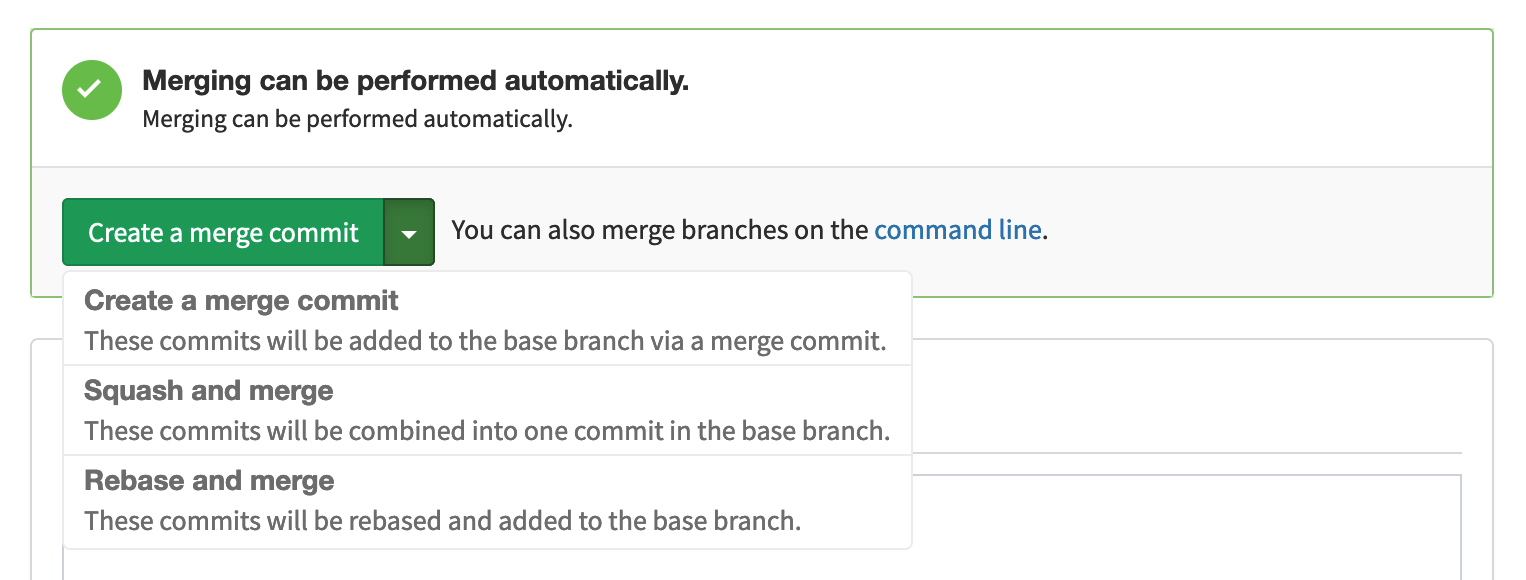 Merging can be performed automatically.
Merging can be performed automatically.
Create a merge commit
You can also merge branches on the command line.
Create a merge commit
These commits will be added to the base branch via a merge commit.
Squash and merge
These commits will be combined into one commit in the base branch.
Rebase and merge
These commits will be rebased and added to the base branch.